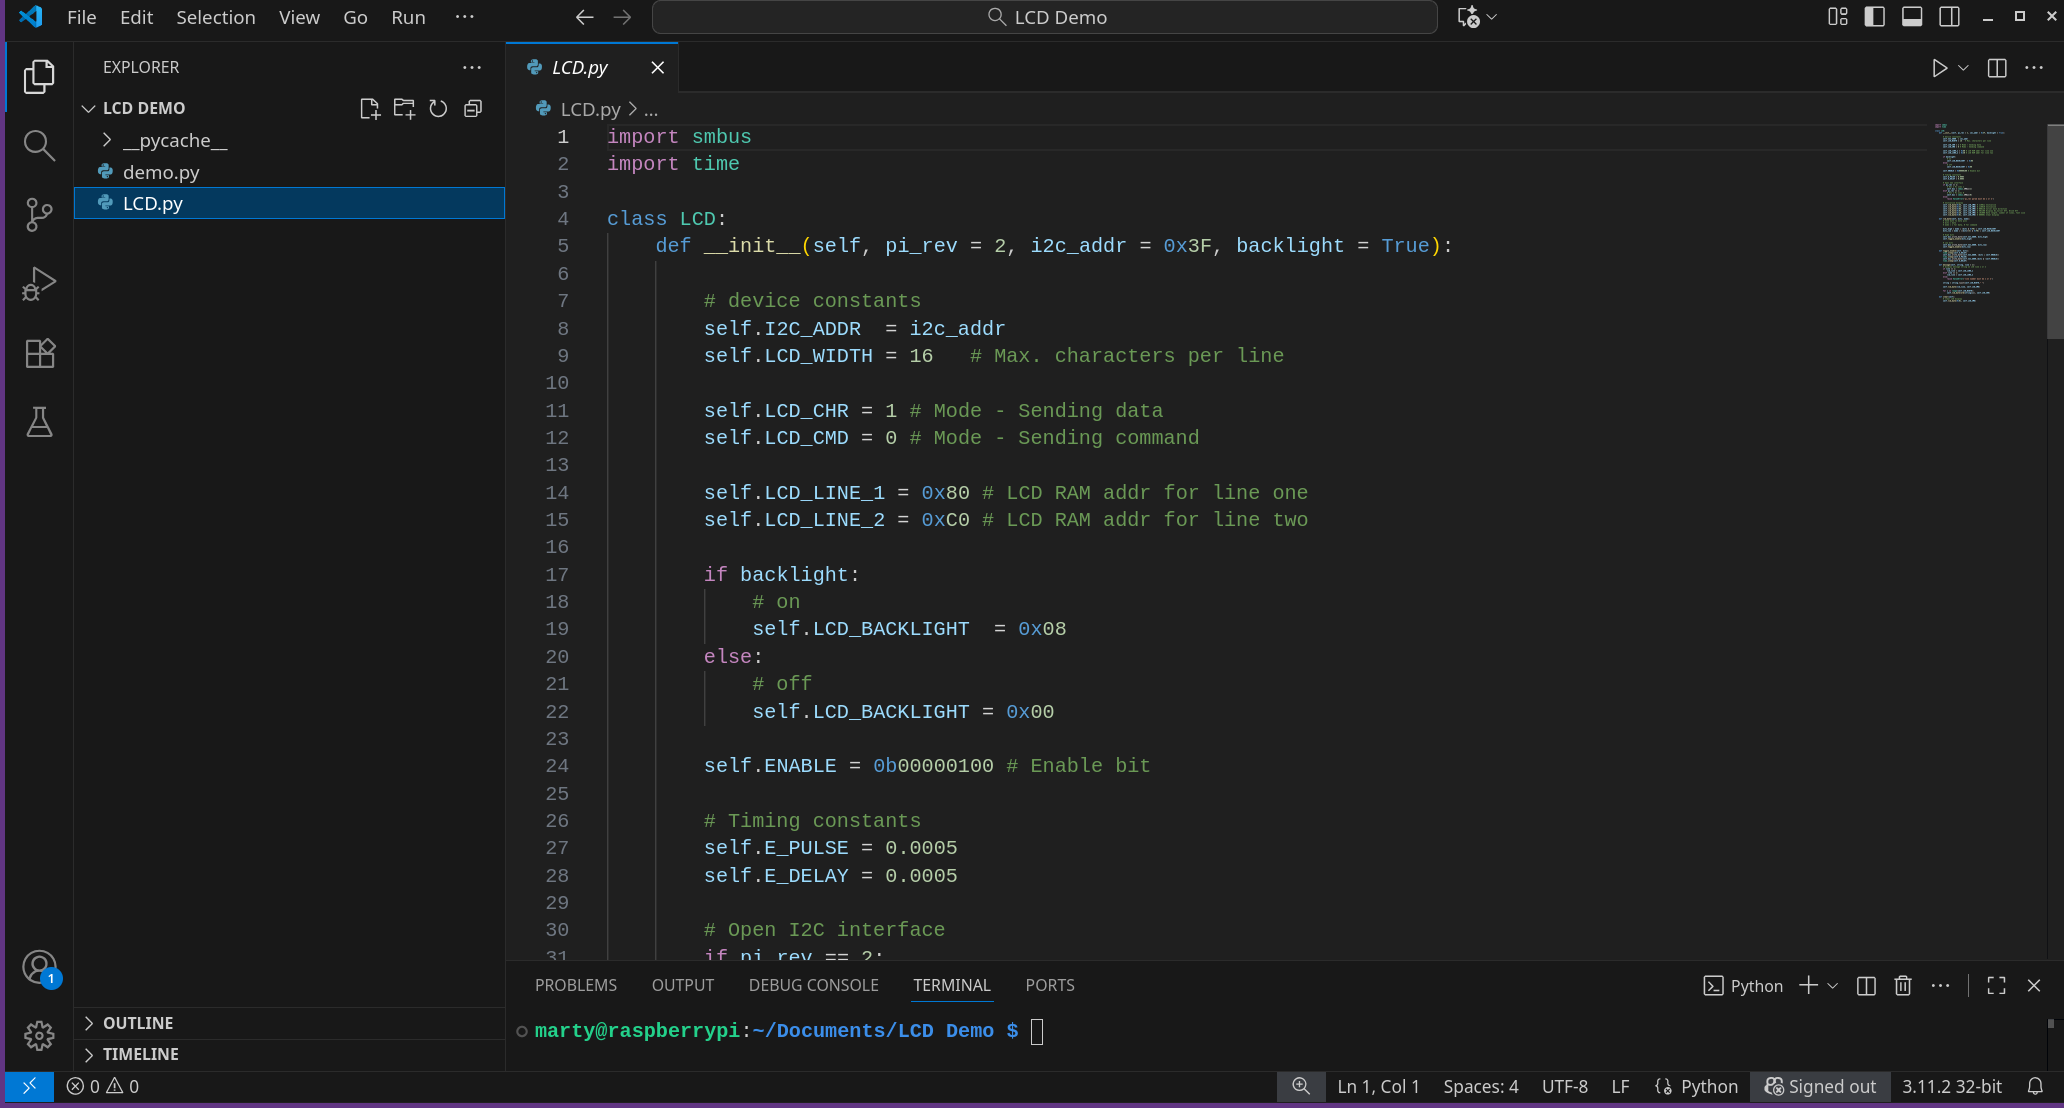 File Edit Selection View Go Run ··· LCD Demo
EXPLORER ···
LCD DEMO
__pycache__
demo.py
LCD.py
LCD.py
LCD.py > ...
1 import smbus
2 import time
3
4 class LCD:
5     def __init__(self, pi_rev = 2, i2c_addr = 0x3F, backlight = True):
6
7         # device constants
8         self.I2C_ADDR  = i2c_addr
9         self.LCD_WIDTH = 16   # Max. characters per line
10
11         self.LCD_CHR = 1 # Mode - Sending data
12         self.LCD_CMD = 0 # Mode - Sending command
13
14         self.LCD_LINE_1 = 0x80 # LCD RAM addr for line one
15         self.LCD_LINE_2 = 0xC0 # LCD RAM addr for line two
16
17         if backlight:
18             # on
19             self.LCD_BACKLIGHT  = 0x08
20         else:
21             # off
22             self.LCD_BACKLIGHT = 0x00
23
24         self.ENABLE = 0b00000100 # Enable bit
25
26         # Timing constants
27         self.E_PULSE = 0.0005
28         self.E_DELAY = 0.0005
29
30         # Open I2C interface
31         if pi_rev == 2:
PROBLEMS OUTPUT DEBUG CONSOLE TERMINAL PORTS Python
marty@raspberrypi:~/Documents/LCD Demo $
1
OUTLINE
TIMELINE
0 0 Ln 1, Col 1 Spaces: 4 UTF-8 LF {} Python Signed out 3.11.2 32-bit